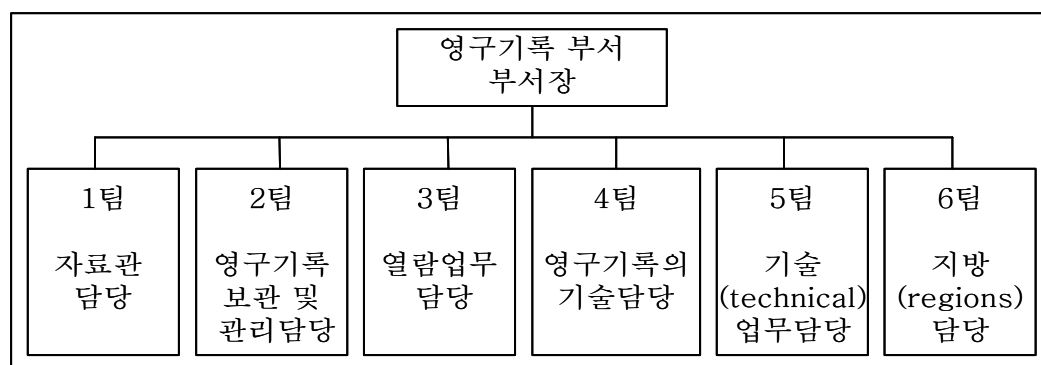 영구기록 부서
부서장
1팀
자료관
담당
2팀
영구기록
보관 및
관리담당
3팀
열람업무
담당
4팀
영구기록의
기술담당
5팀
기술
(technical)
업무담당
6팀
지방
(regions)
담당